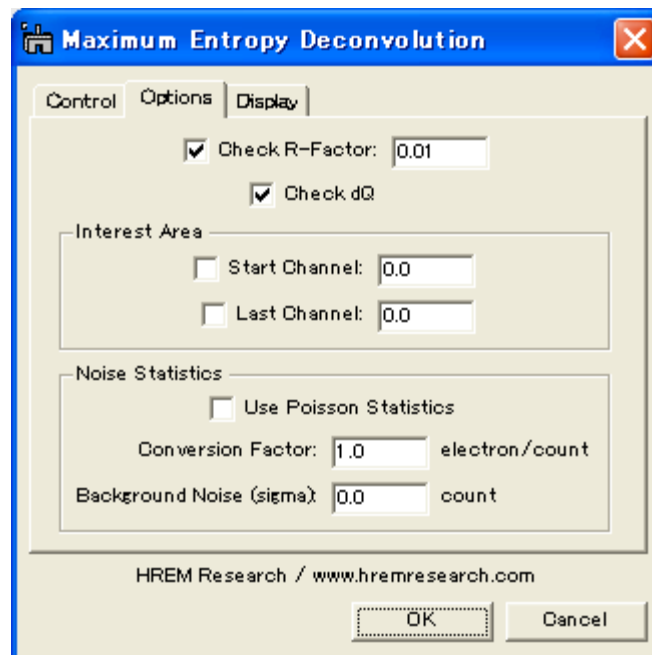 Maximum Entropy Deconvolution
Control Options Display
Check R-Factor: 0.01
Check dQ
Interest Area
Start Channel: 0.0
Last Channel: 0.0
Noise Statistics
Use Poisson Statistics
Conversion Factor: 1.0 electron/count
Background Noise (sigma): 0.0 count
HREM Research / www.hremresearch.com
OK Cancel